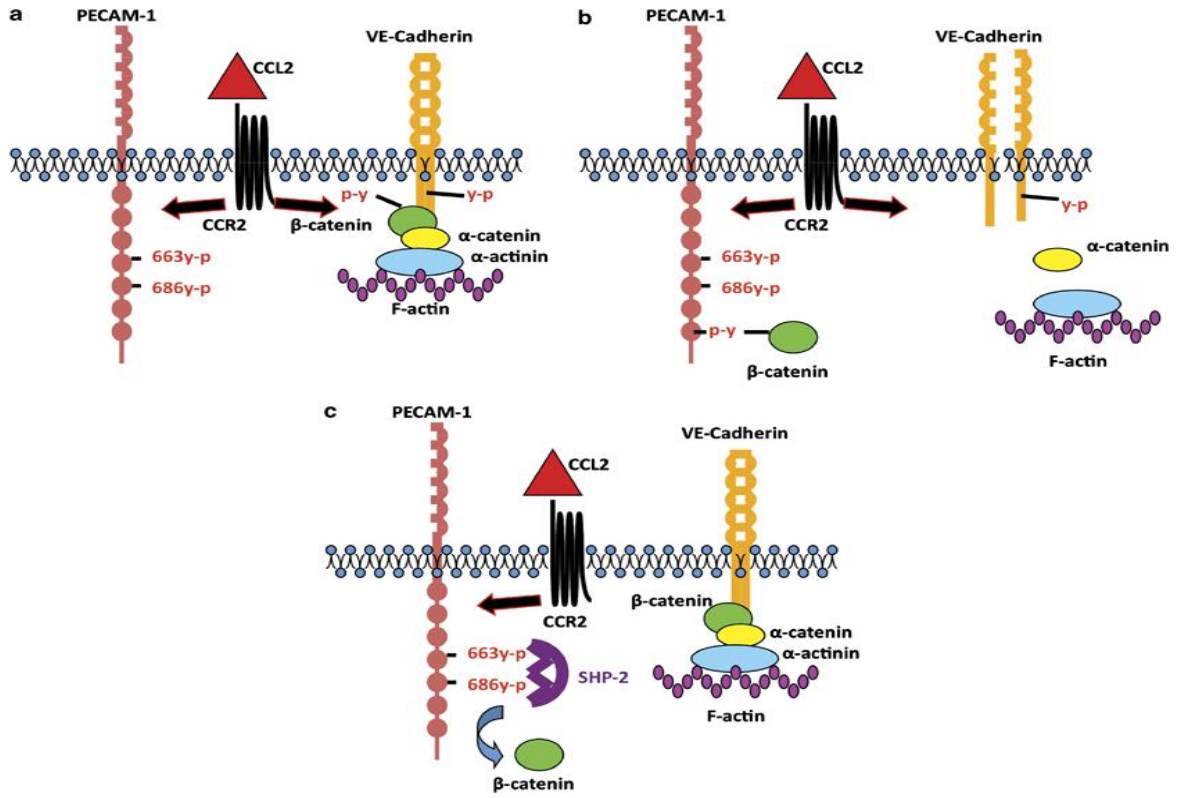 a
PECAM-1
VE-Cadherin
CCL2
p-y
y-p
CCR2
β-catenin
α-catenin
663y-p
α-actinin
686y-p
F-actin
b
PECAM-1
VE-Cadherin
CCL2
y-p
CCR2
α-catenin
663y-p
686y-p
p-y
β-catenin
F-actin
c
PECAM-1
VE-Cadherin
CCL2
β-catenin
CCR2
α-catenin
663y-p
α-actinin
686y-p
SHP-2
F-actin
β-catenin